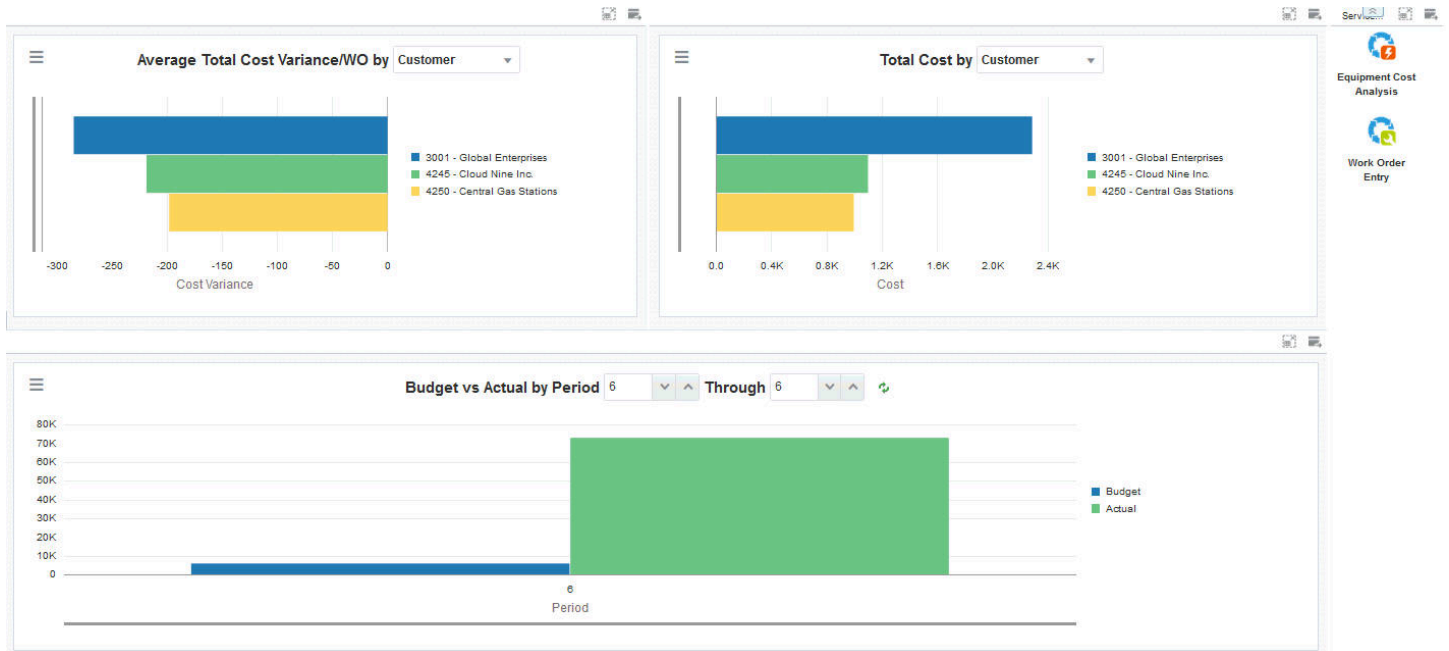 Service...
Average Total Cost Variance/WO by Customer
3001 - Global Enterprises
4245 - Cloud Nine Inc.
4250 - Central Gas Stations
-300 -250 -200 -150 -100 -50 0
Cost Variance
Total Cost by Customer
3001 - Global Enterprises
4245 - Cloud Nine Inc.
4250 - Central Gas Stations
0.0 0.4K 0.8K 1.2K 1.6K 2.0K 2.4K
Cost
Equipment Cost
Analysis
Work Order
Entry
Budget vs Actual by Period 6 Through 6
80K
70K
60K
50K
40K
30K
20K
10K
0
Budget
Actual
6
Period